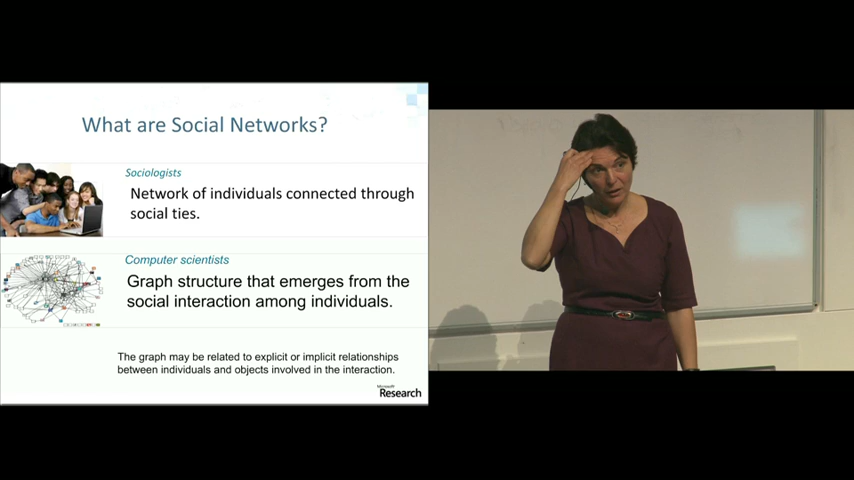 What are Social Networks?
Sociologists
Network of individuals connected through
social ties.
Computer scientists
Graph structure that emerges from the
social interaction among individuals.
The graph may be related to explicit or implicit relationships
between individuals and objects involved in the interaction.
Microsoft
Research